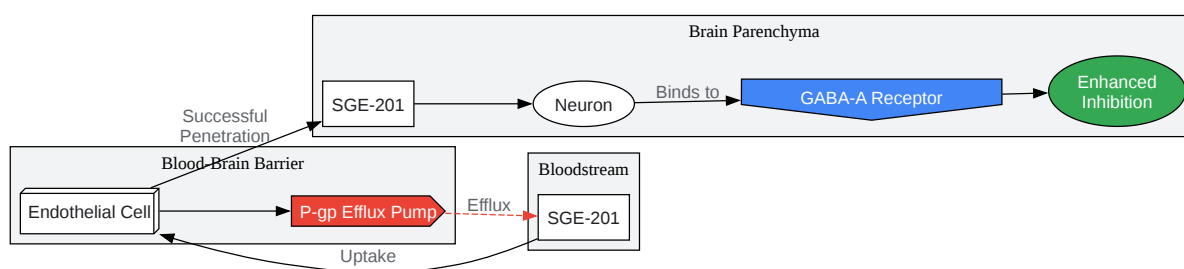 Brain Parenchyma
SGE-201
Neuron
Binds to
GABA-A Receptor
Enhanced
Inhibition
Successful
Penetration
Blood-Brain Barrier
Endothelial Cell
P-gp Efflux Pump
Efflux
Bloodstream
SGE-201
Uptake